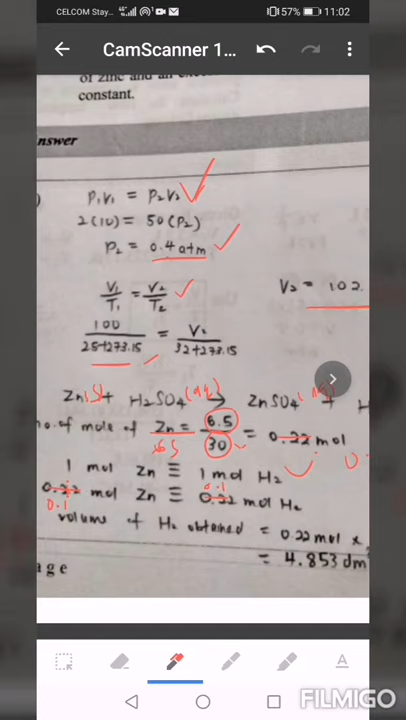 CELCOM Stay...
57%
11:02
CamScanner 1...
of zinc and an exce
constant.
nswer
P1V1 = P2V2
2(10) = 50(P2)
P2 = 0.4 atm
V1/T1 = V2/T2
V2 = 102.
100/25+273.15 = V2/32+273.15
Zn(s) + H2SO4 (aq) → ZnSO4 (aq) + H
no. of mole of Zn = 6.5/30 = 0.22 mol
65
0.
1 mol Zn ≡ 1 mol H2
0.1
0.22 mol Zn ≡ 0.22 mol H2
0.1
volume of H2 obtained = 0.22 mol x
= 4.853 dm
age
A
FILMIGO